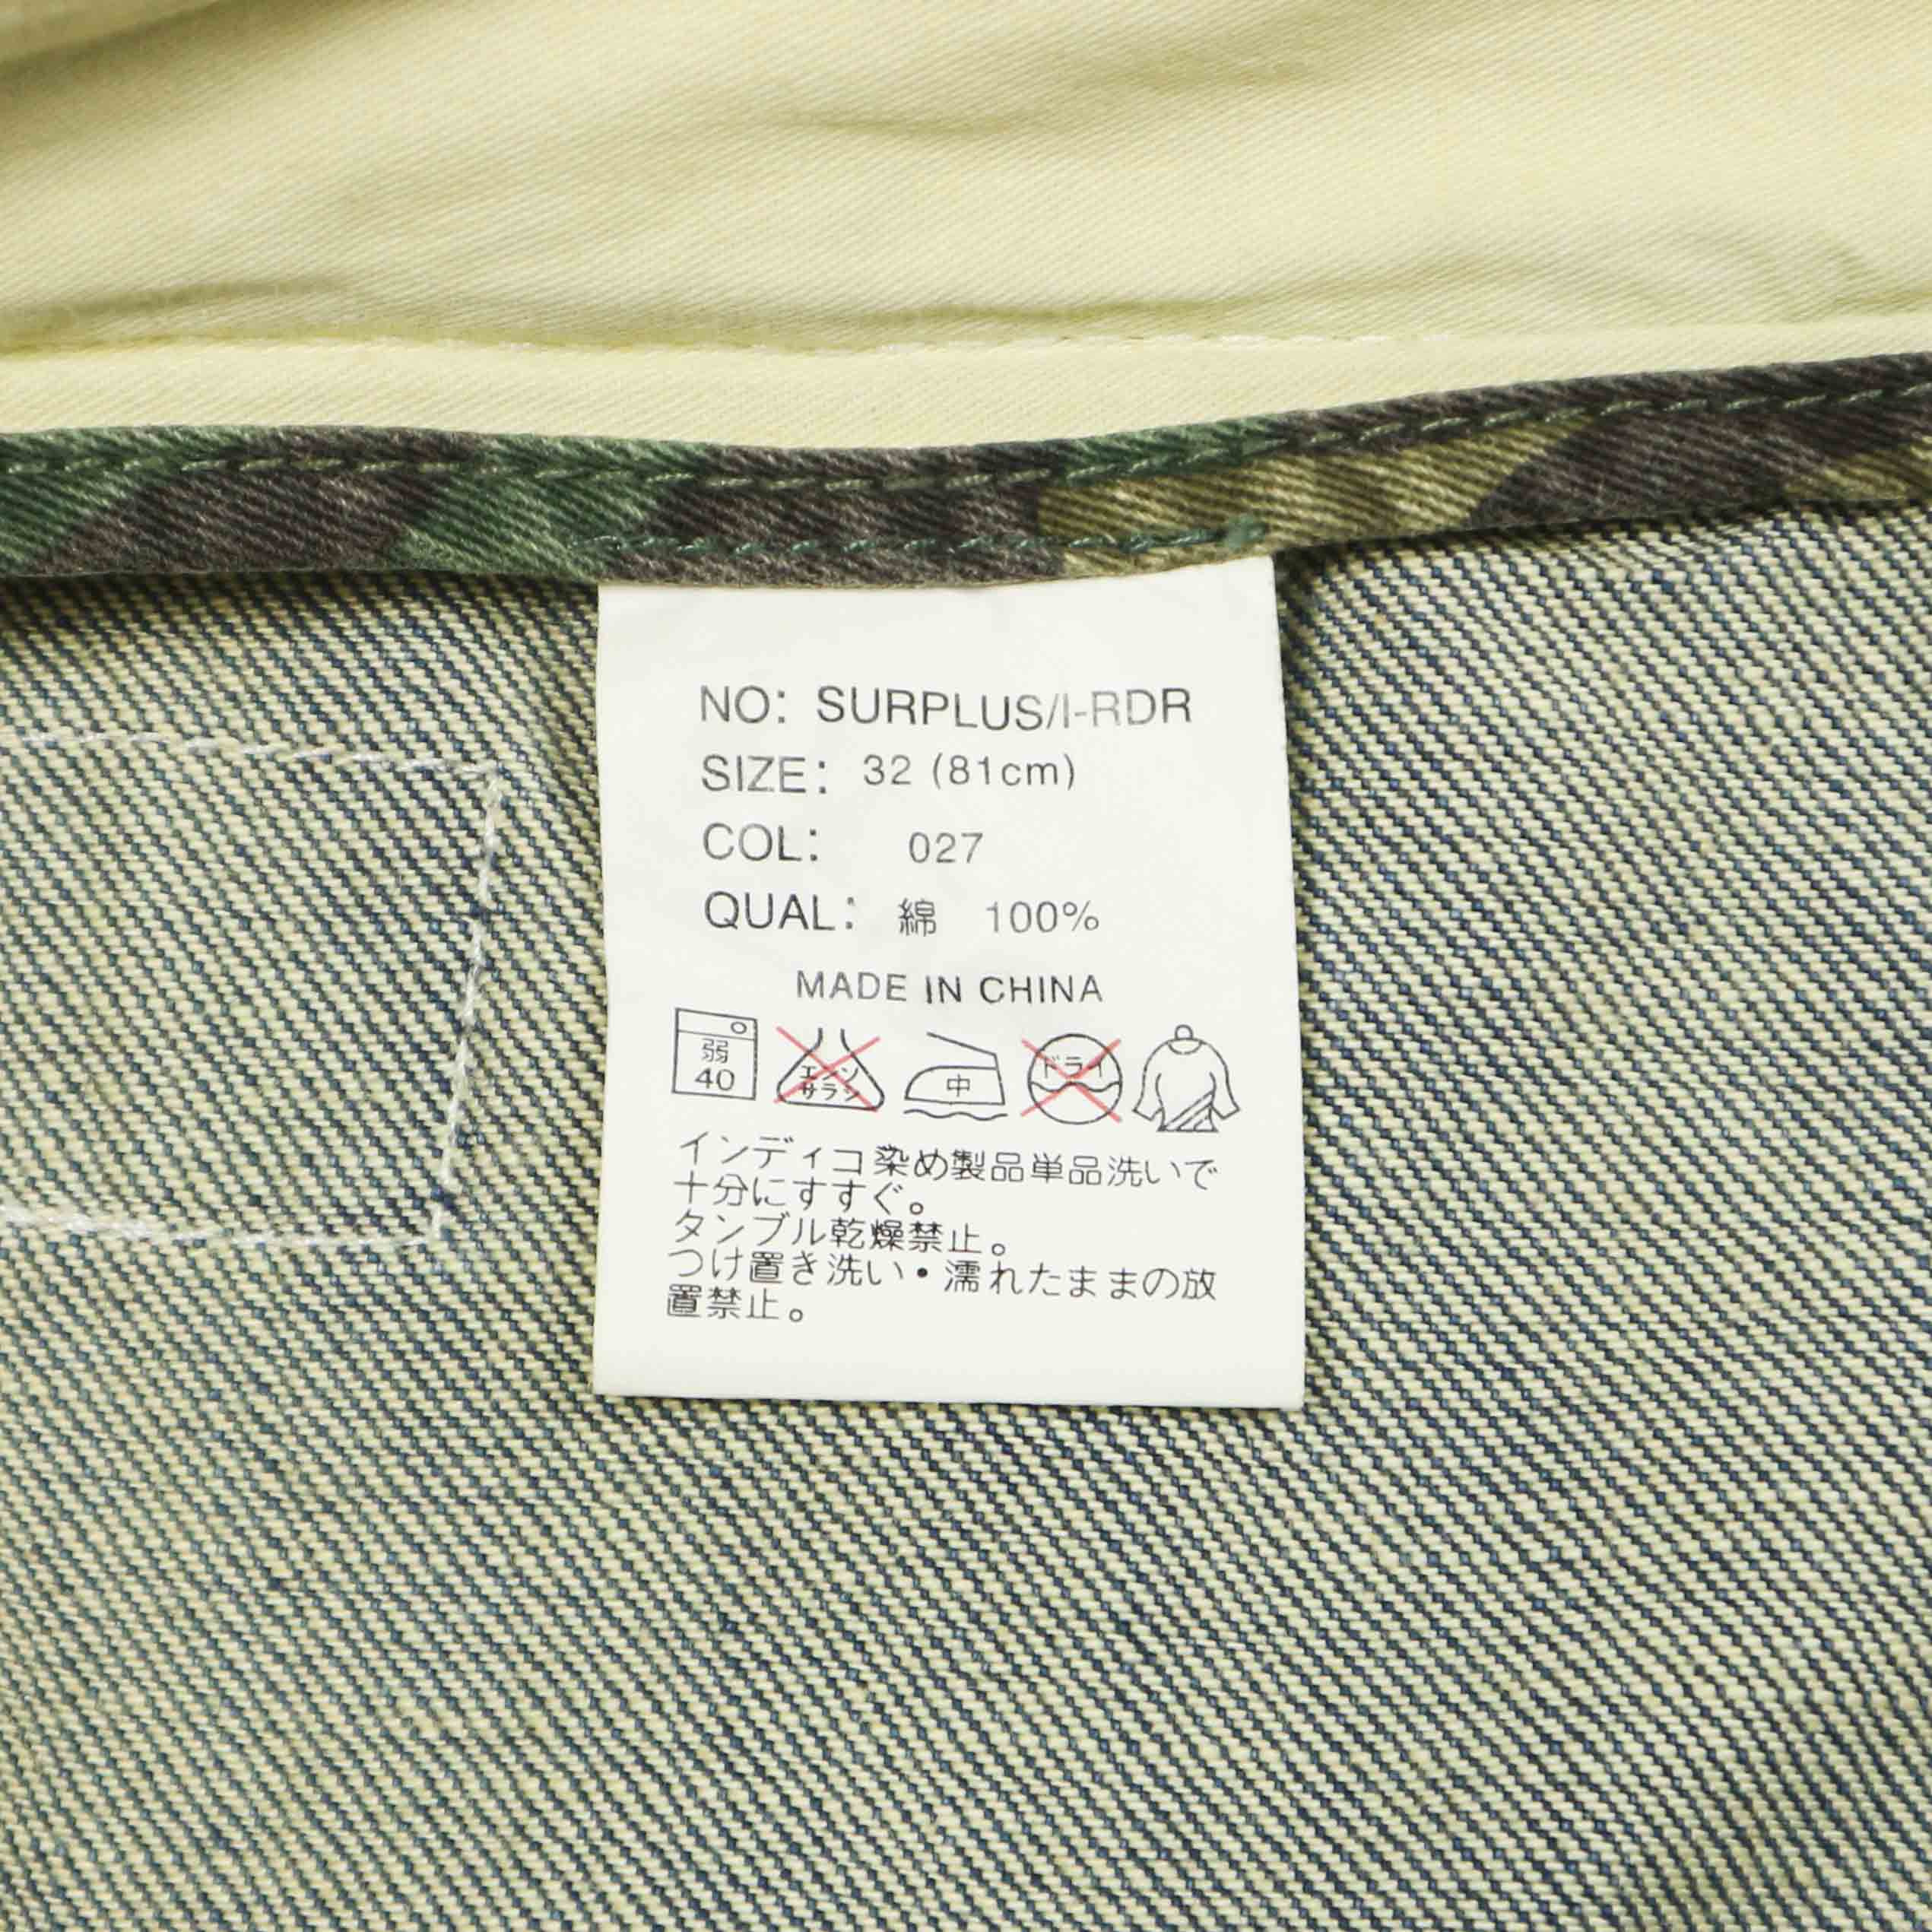 NO: SURPLUS/I-RDR
SIZE: 32 (81cm)
COL: 027
QUAL: 綿 100%
MADE IN CHINA
弱
40
エンソ
サラシ
中
ドライ
インディコ染め製品単品洗いで
十分にすすぐ。
タンブル乾燥禁止。
つけ置き洗い・濡れたままの放
置禁止。